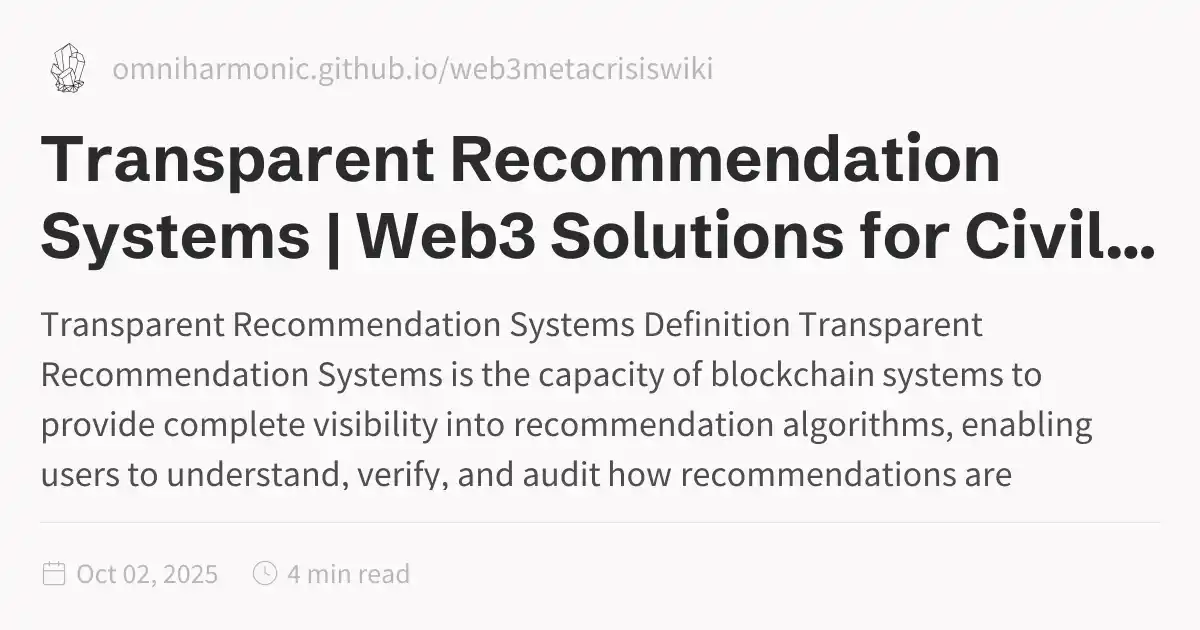 omniharmonic.github.io/web3metacrisiswiki
Transparent Recommendation
Systems | Web3 Solutions for Civil...
Transparent Recommendation Systems Definition Transparent
Recommendation Systems is the capacity of blockchain systems to
provide complete visibility into recommendation algorithms, enabling
users to understand, verify, and audit how recommendations are
Oct 02, 2025 4 min read